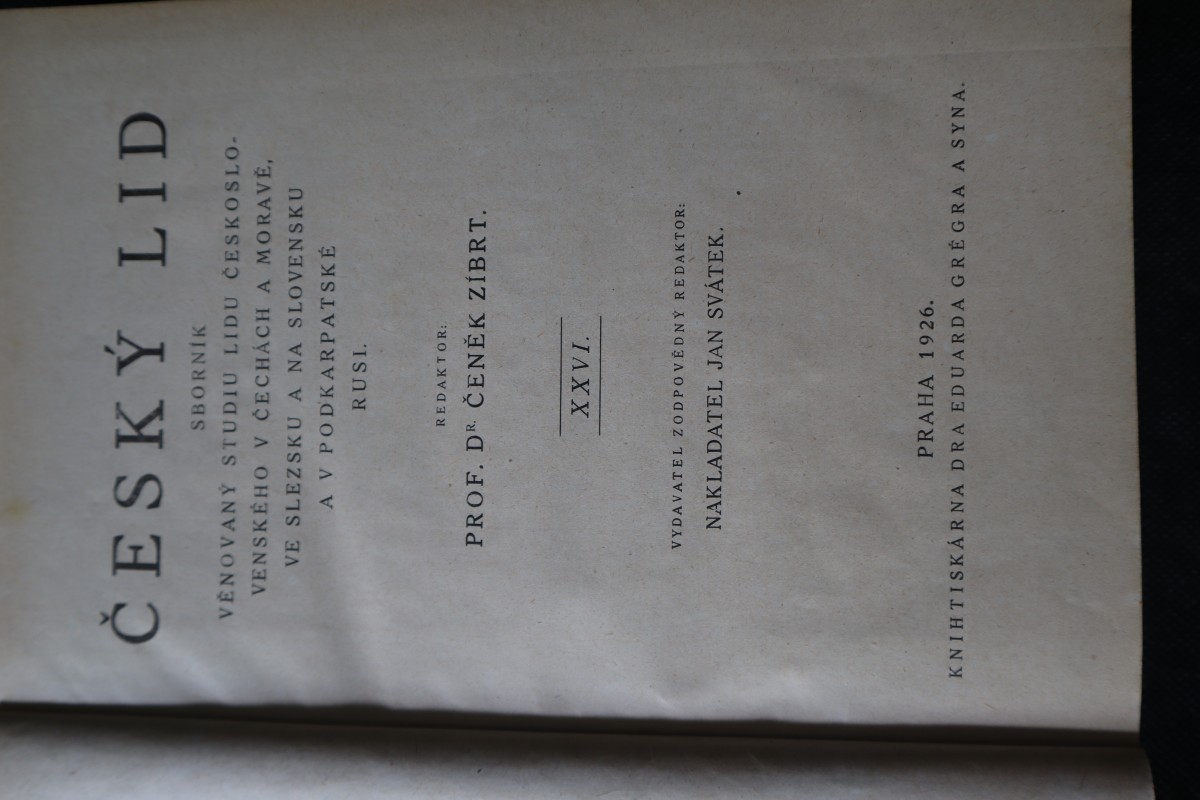 ČESKÝ LID
SBORNÍK
VĚNOVANÝ STUDIU LIDU ČESKOSLO-
VENSKÉHO V ČECHÁCH A MORAVĚ,
VE SLEZSKU A NA SLOVENSKU
A V PODKARPATSKÉ
RUSI.
REDAKTOR:
PROF. DR. ČENĚK ZÍBRT.
XXVI.
VYDAVATEL ZODPOVĚDNÝ REDAKTOR:
NAKLADATEL JAN SVÁTEK.
PRAHA 1926.
KNIHTISKÁRNA DRA EDUARDA GRÉGRA A SYNA.